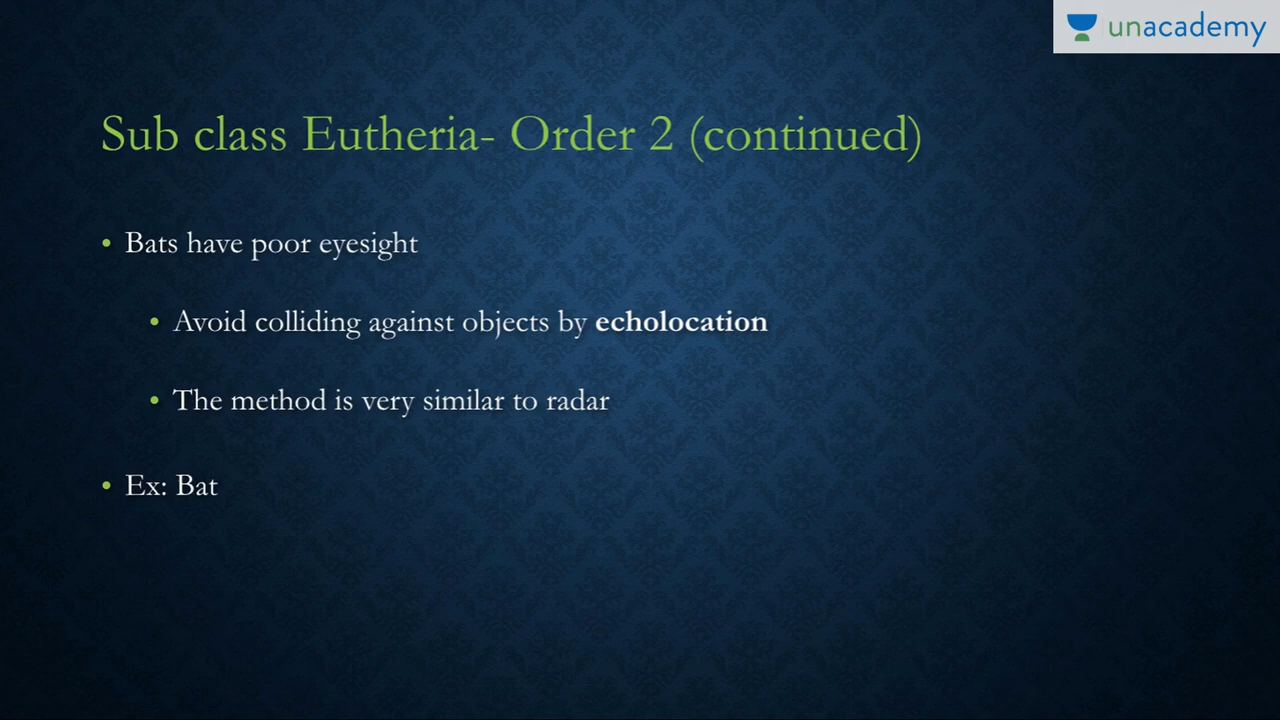 unacademy
Sub class Eutheria- Order 2 (continued)
• Bats have poor eyesight
• Avoid colliding against objects by echolocation
• The method is very similar to radar
• Ex: Bat